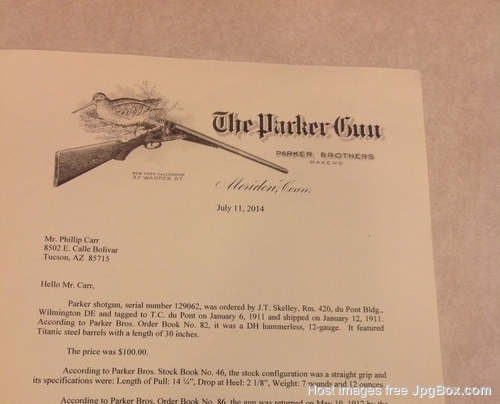 The Parker Gun
PARKER BROTHERS
MAKERS
NEW YORK SALESROOM
32 WARREN ST.
Meriden, Conn.
July 11, 2014
Mr. Phillip Carr
8502 E. Calle Bolivar
Tucson, AZ 85715
Hello Mr. Carr,
Parker shotgun, serial number 129062, was ordered by J.T. Skelley, Rm. 420, du Pont Bldg.,
Wilmington DE and tagged to T.C. du Pont on January 6, 1911 and shipped on January 12, 1911.
According to Parker Bros. Order Book No. 82, it was a DH hammerless, 12-gauge. It featured
Titanic steel barrels with a length of 30 inches.
The price was $100.00.
According to Parker Bros. Stock Book No. 46, the stock configuration was a straight grip and
its specifications were: Length of Pull: 14 ¼”, Drop at Heel: 2 1/8”, Weight: 7 pounds and 12 ounces.
According to Parker Bros. Order Book No. 86, the gun was returned on May 10, 1912 by the
Host images free JpgBox.com